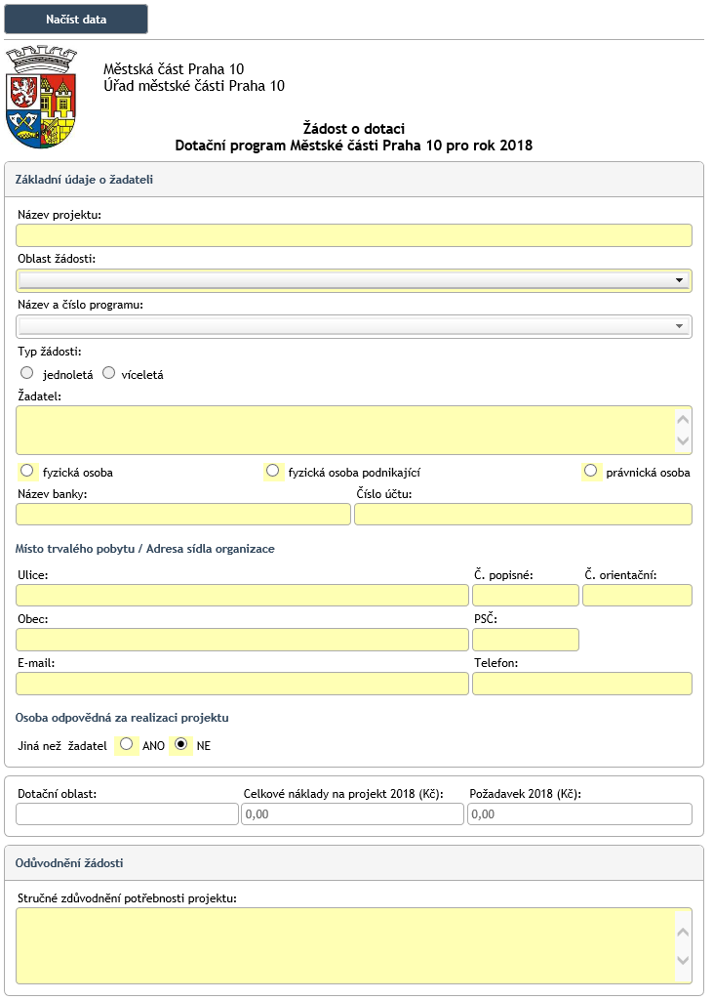 Načíst data
Městská část Praha 10
Úřad městské části Praha 10
Žádost o dotaci
Dotační program Městské části Praha 10 pro rok 2018
Základní údaje o žadateli
Název projektu:
Oblast žádosti:
Název a číslo programu:
Typ žádosti:
jednoletá víceletá
Žadatel:
fyzická osoba fyzická osoba podnikající právnická osoba
Název banky: Číslo účtu:
Místo trvalého pobytu / Adresa sídla organizace
Ulice: Č. popisné: Č. orientační:
Obec: PSČ:
E-mail: Telefon:
Osoba odpovědná za realizaci projektu
Jiná než žadatel ANO NE
Dotační oblast: Celkové náklady na projekt 2018 (Kč): Požadavek 2018 (Kč):
0,00 0,00
Odůvodnění žádosti
Stručné zdůvodnění potřebnosti projektu: